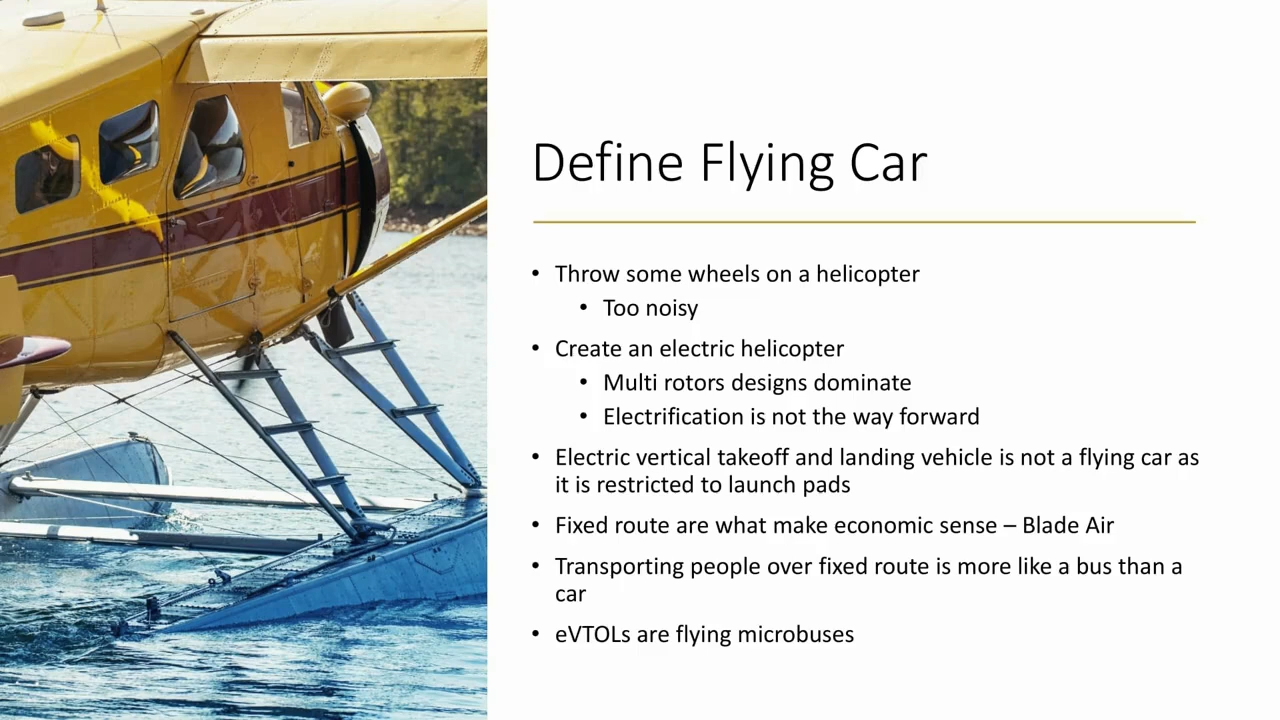 Define Flying Car
• Throw some wheels on a helicopter
• Too noisy
• Create an electric helicopter
• Multi rotors designs dominate
• Electrification is not the way forward
• Electric vertical takeoff and landing vehicle is not a flying car as
it is restricted to launch pads
• Fixed route are what make economic sense – Blade Air
• Transporting people over fixed route is more like a bus than a
car
• eVTOLs are flying microbuses